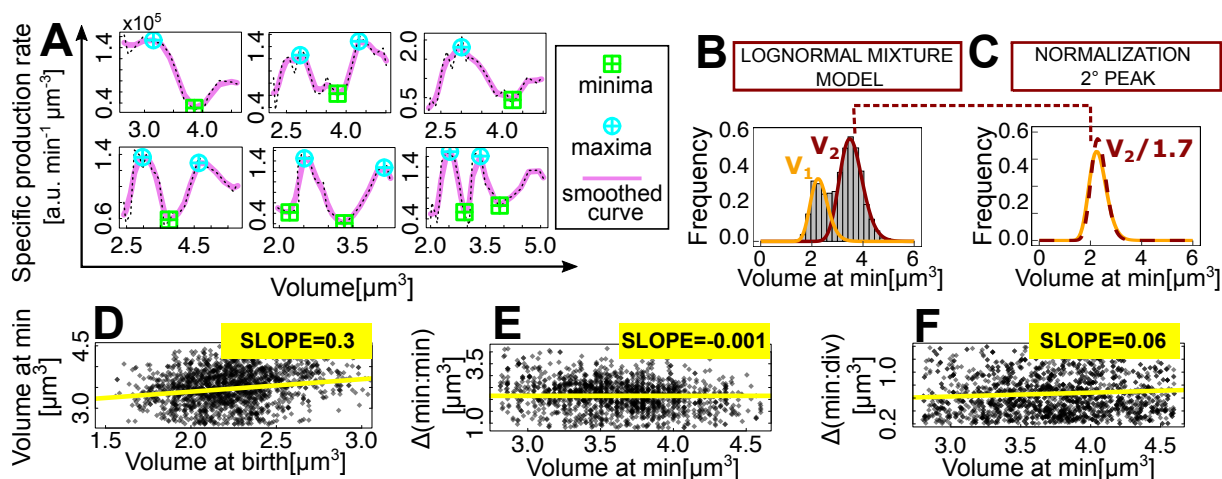 A
Specific production rate
[a.u. min⁻¹ µm⁻³]
x10⁵
0.4 1.4
3.0 4.0
0.4 1.4
2.5 4.0
0.5 2.0
2.5 4.0
0.6 1.4
2.5 4.5
0.4 1.4
2.0 3.5
0.4 1.4
2.0 3.5 5.0
Volume[µm³]
minima
maxima
smoothed
curve
B
LOGNORMAL MIXTURE
MODEL
Frequency
0.0 0.2 0.4 0.6
V₁
V₂
0 2 4 6
Volume at min[µm³]
C
NORMALIZATION
2° PEAK
Frequency
0.0 0.2 0.4 0.6
V₂/1.7
0 2 4 6
Volume at min[µm³]
D
SLOPE=0.3
Volume at min
[µm³]
3.0 4.5
1.5 2.0 2.5 3.0
Volume at birth[µm³]
E
SLOPE=-0.001
Δ(min:min)
[µm³]
1.0 3.5
3.0 3.5 4.0 4.5
Volume at min[µm³]
F
SLOPE=0.06
Δ(min:div)
[µm³]
0.2 1.0
3.0 3.5 4.0 4.5
Volume at min[µm³]